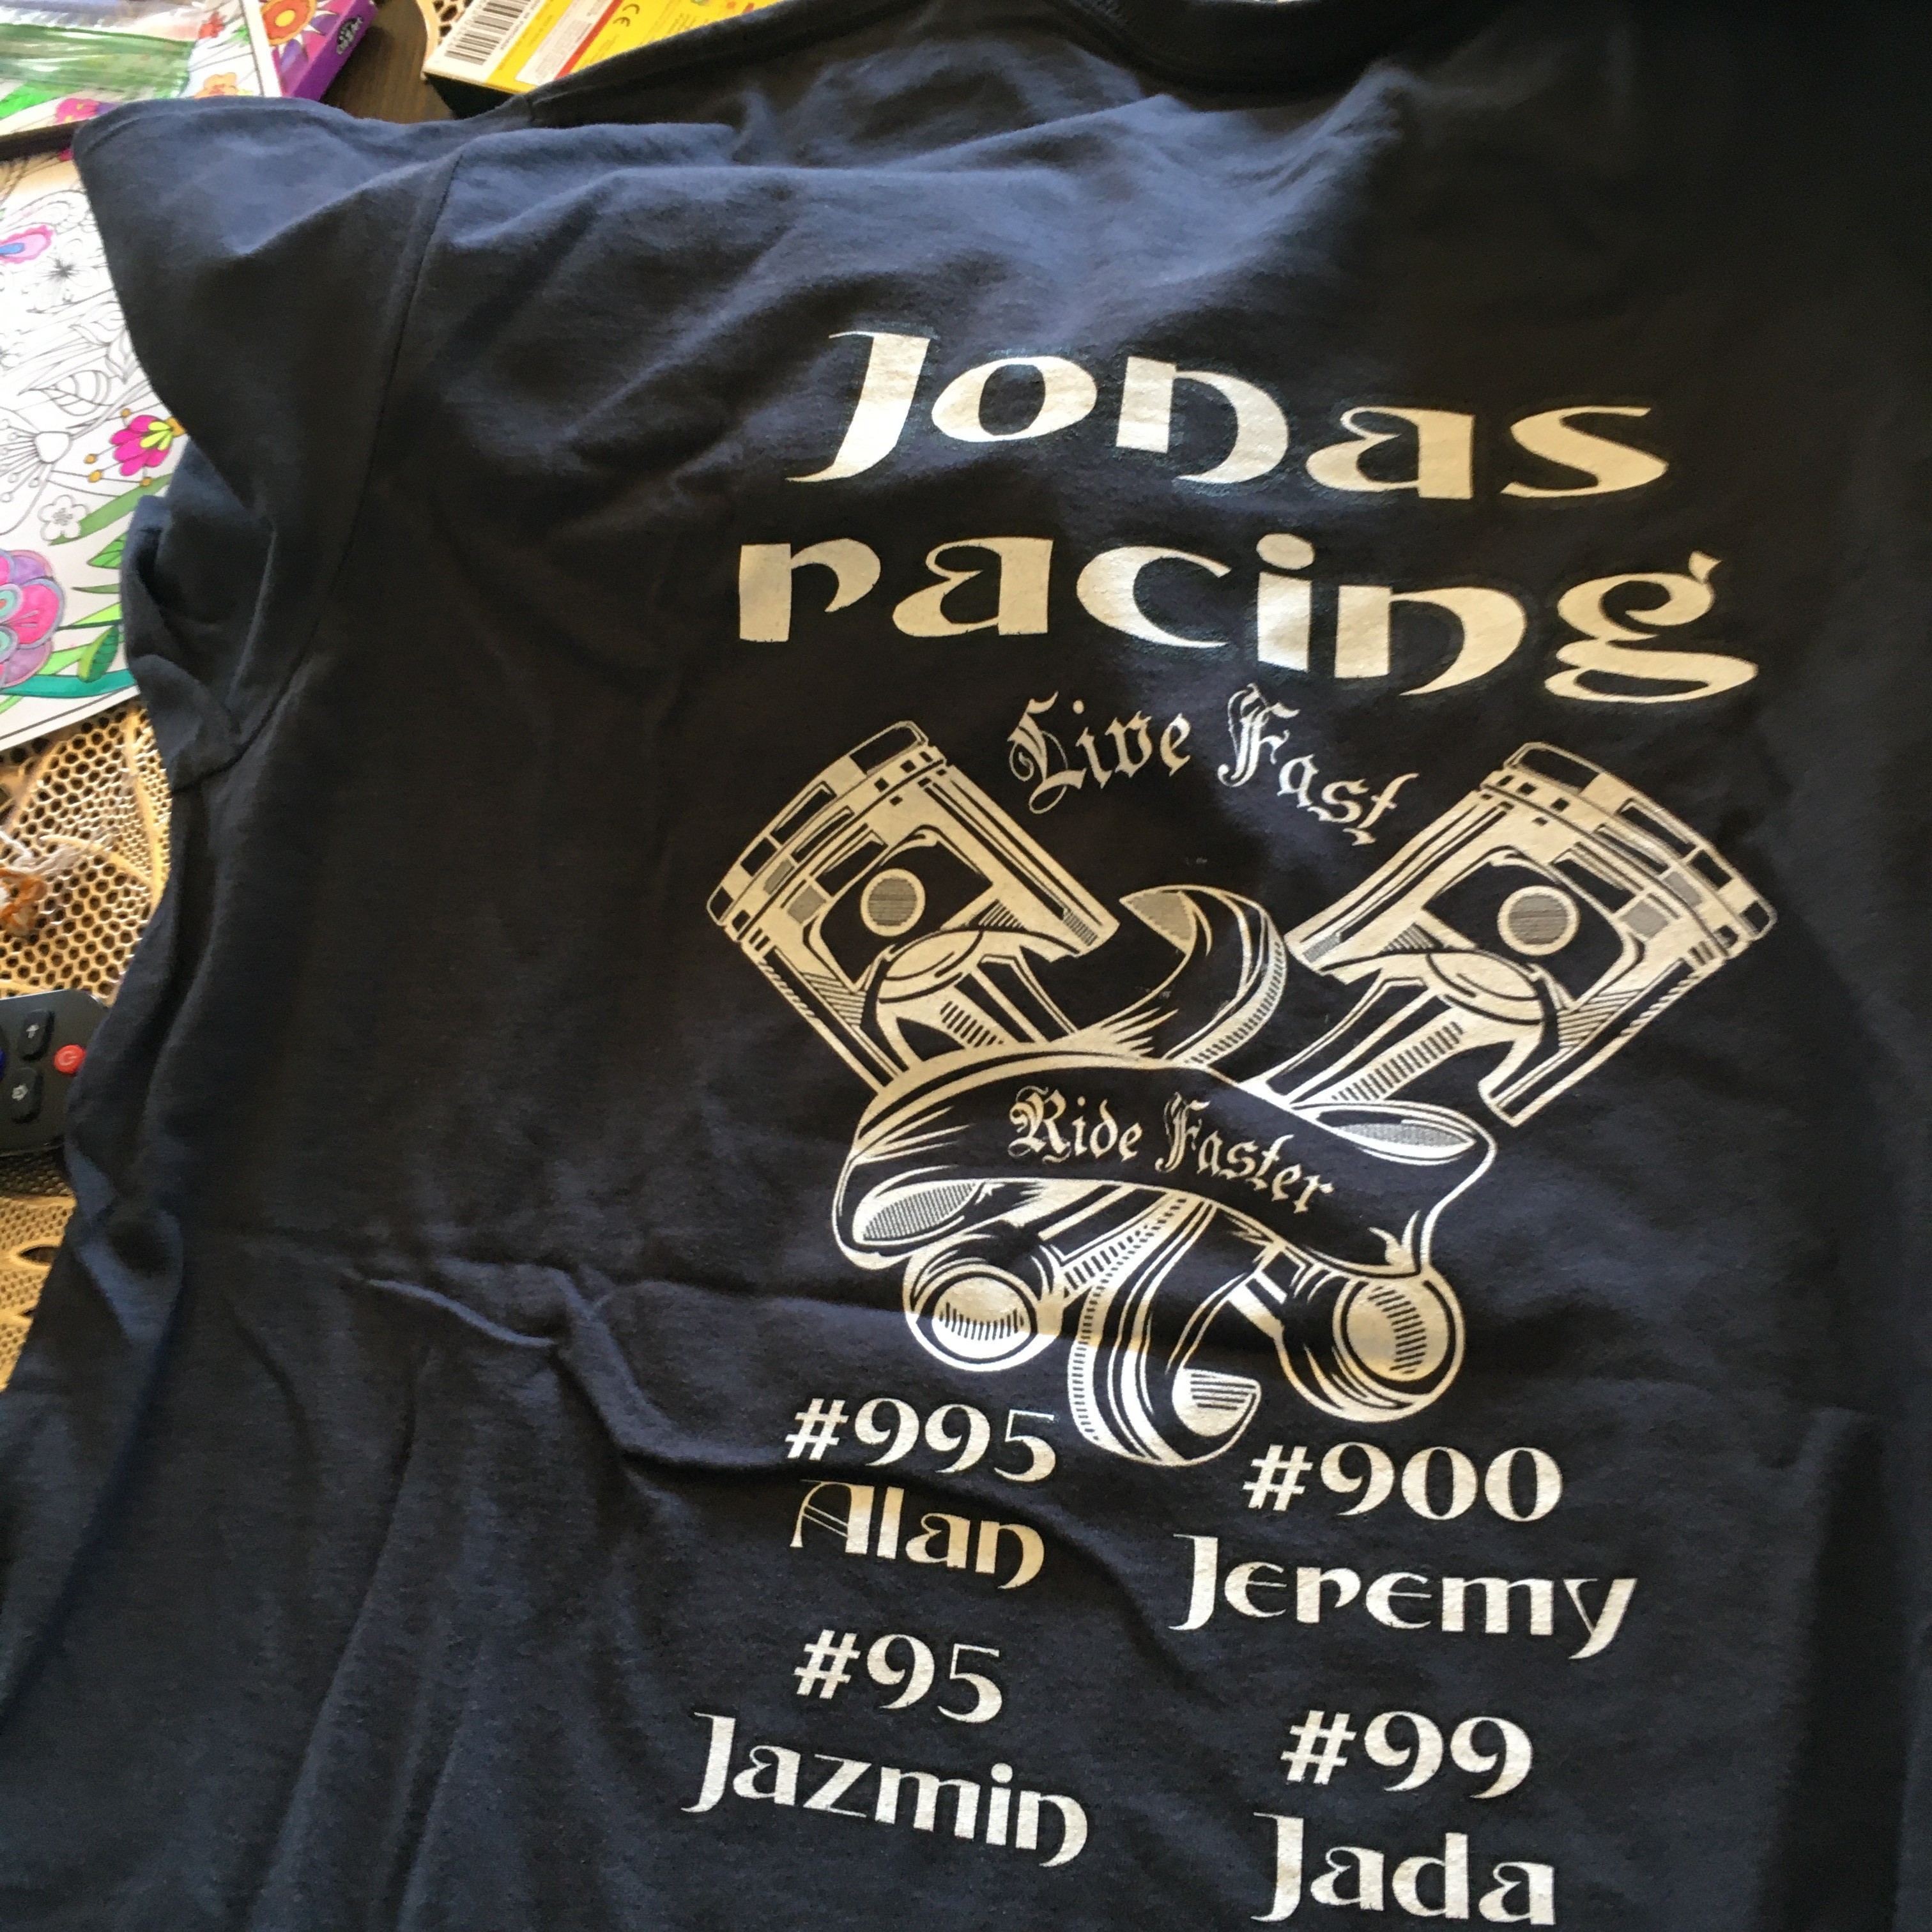 Jonas
racing
Live Fast
Ride Faster
#995
Alan
#900
Jeremy
#95
Jazmin
#99
Jada